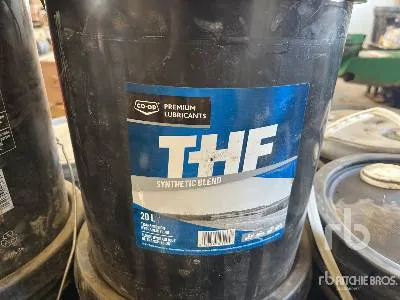 CO-OP
PREMIUM
LUBRICANTS
THF
SYNTHETIC BLEND
20 L
rb
RITCHIE BROS.